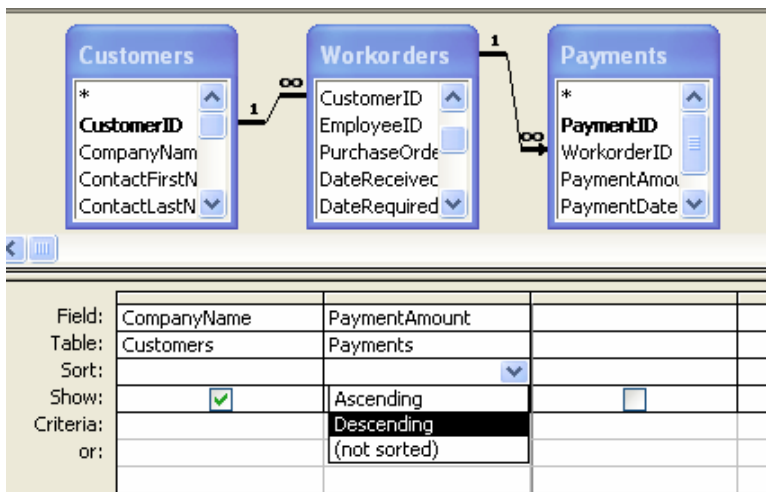 Customers
*
CustomerID
CompanyNam
ContactFirstN
ContactLastN
1
∞
Workorders
CustomerID
EmployeeID
PurchaseOrde
DateReceived
DateRequired
1
∞
Payments
*
PaymentID
WorkorderID
PaymentAmou
PaymentDate
Field: CompanyName PaymentAmount
Table: Customers Payments
Sort:
Show: Ascending
Criteria: Descending
or: (not sorted)